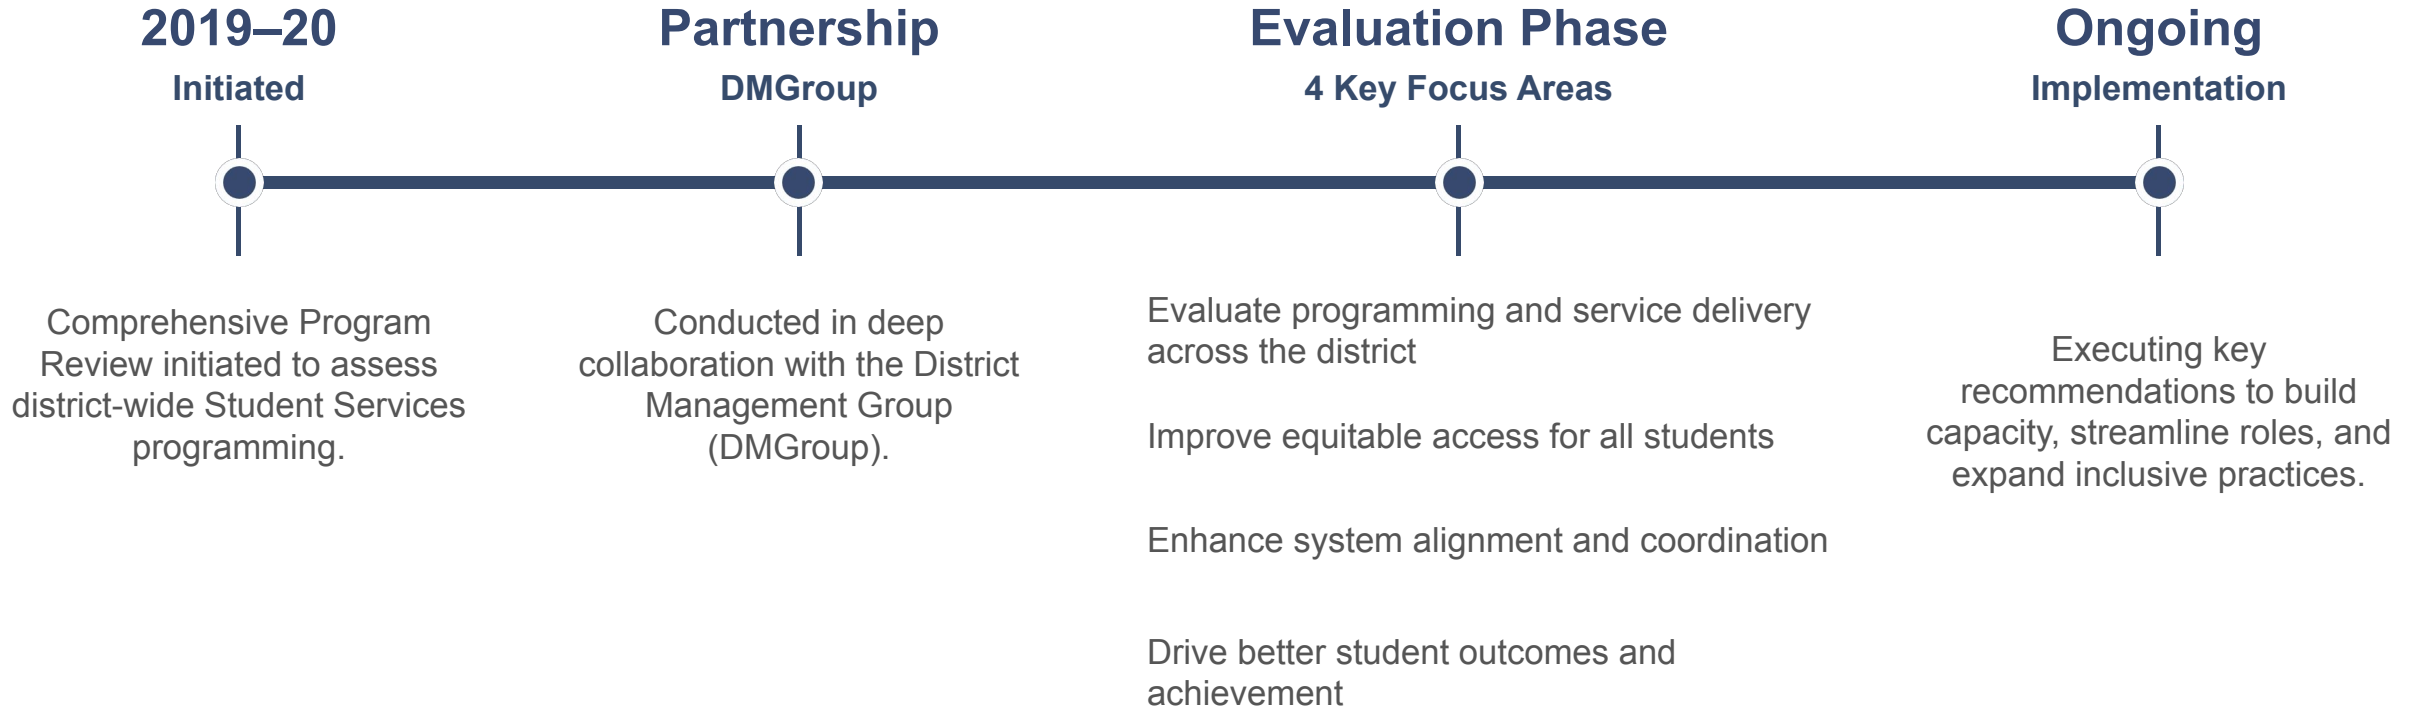 2019–20
Initiated
Comprehensive Program
Review initiated to assess
district-wide Student Services
programming.
Partnership
DMGroup
Conducted in deep
collaboration with the District
Management Group
(DMGroup).
Evaluation Phase
4 Key Focus Areas
Evaluate programming and service delivery
across the district
Improve equitable access for all students
Enhance system alignment and coordination
Drive better student outcomes and
achievement
Ongoing
Implementation
Executing key
recommendations to build
capacity, streamline roles, and
expand inclusive practices.